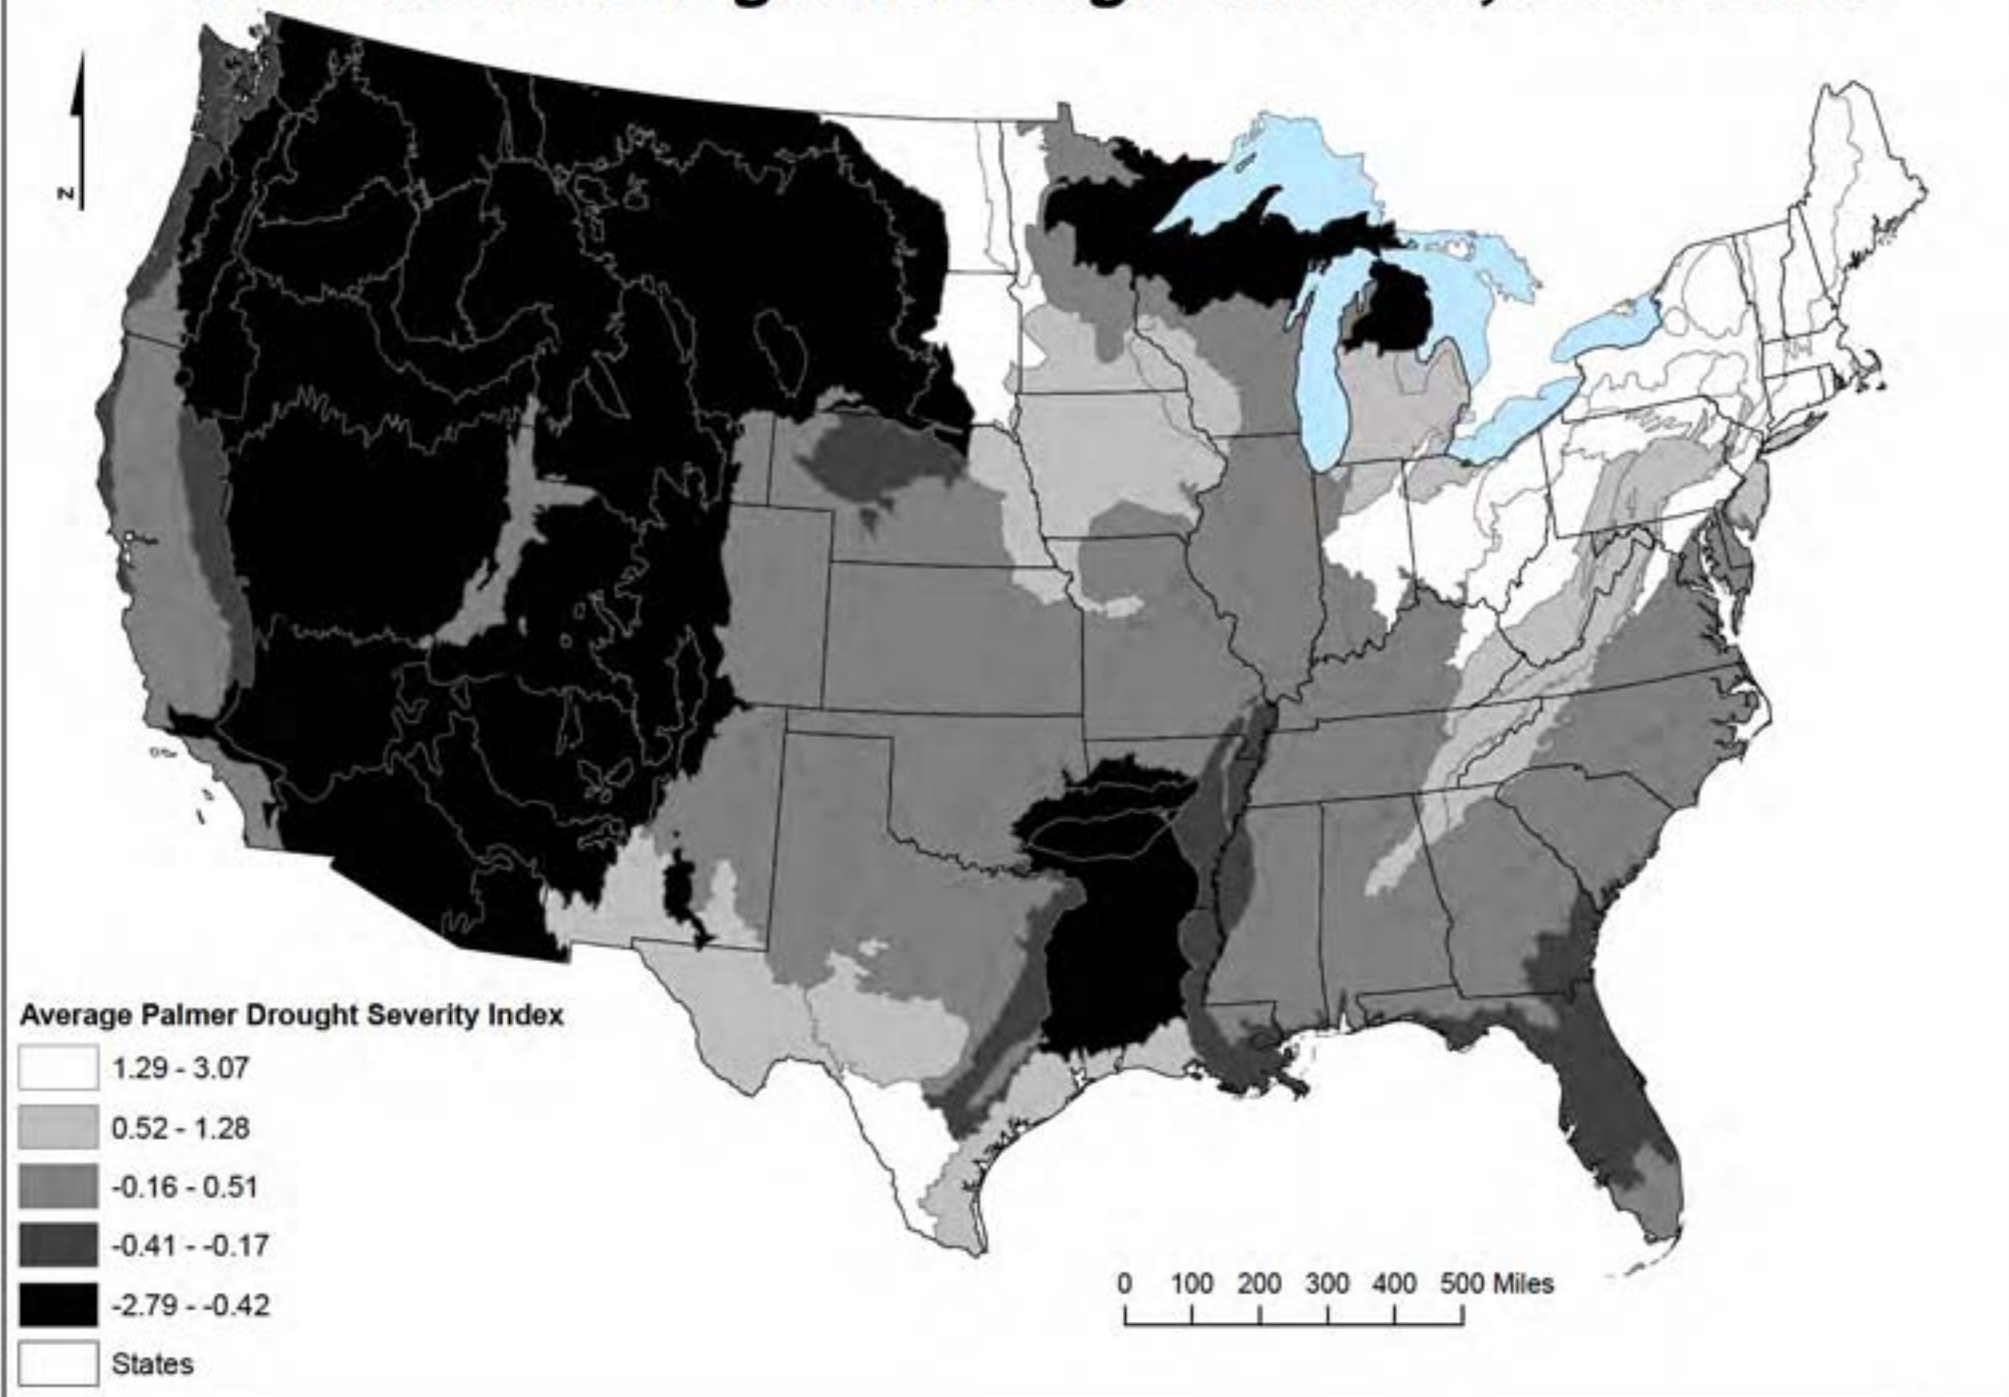 N
Average Palmer Drought Severity Index
1.29 - 3.07
0.52 - 1.28
-0.16 - 0.51
-0.41 - -0.17
-2.79 - -0.42
States
0 100 200 300 400 500 Miles